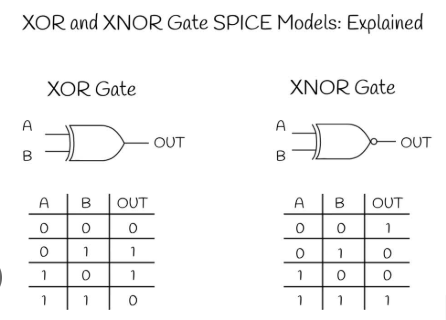 XOR and XNOR Gate SPICE Models: Explained
XOR Gate
A
B
OUT
A B OUT
0 0 0
0 1 1
1 0 1
1 1 0
XNOR Gate
A
B
OUT
A B OUT
0 0 1
0 1 0
1 0 0
1 1 1